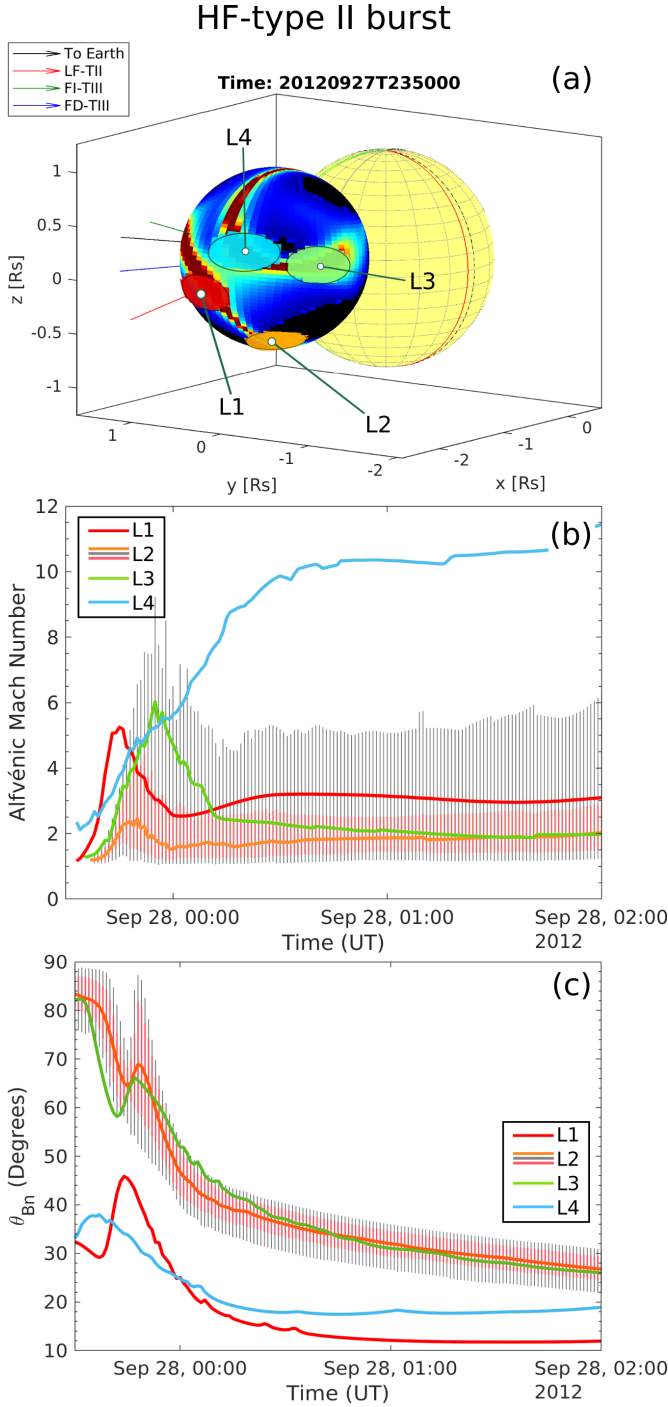 HF-type II burst
To Earth
LF-TII
FI-TIII
FD-TIII
Time: 20120927T235000
(a)
L4
L3
L1
L2
1
0.5
0
-0.5
-1
z [Rs]
1
0
-1
-2
y [Rs]
-2
-1
0
x [Rs]
12
10
8
6
4
2
0
Alfvénic Mach Number
L1
L2
L3
L4
(b)
Sep 28, 00:00
Sep 28, 01:00
Sep 28, 02:00
Time (UT)
2012
90
80
70
60
50
40
30
20
10
θBn (Degrees)
(c)
L1
L2
L3
L4
Sep 28, 00:00
Sep 28, 01:00
Sep 28, 02:00
Time (UT)
2012